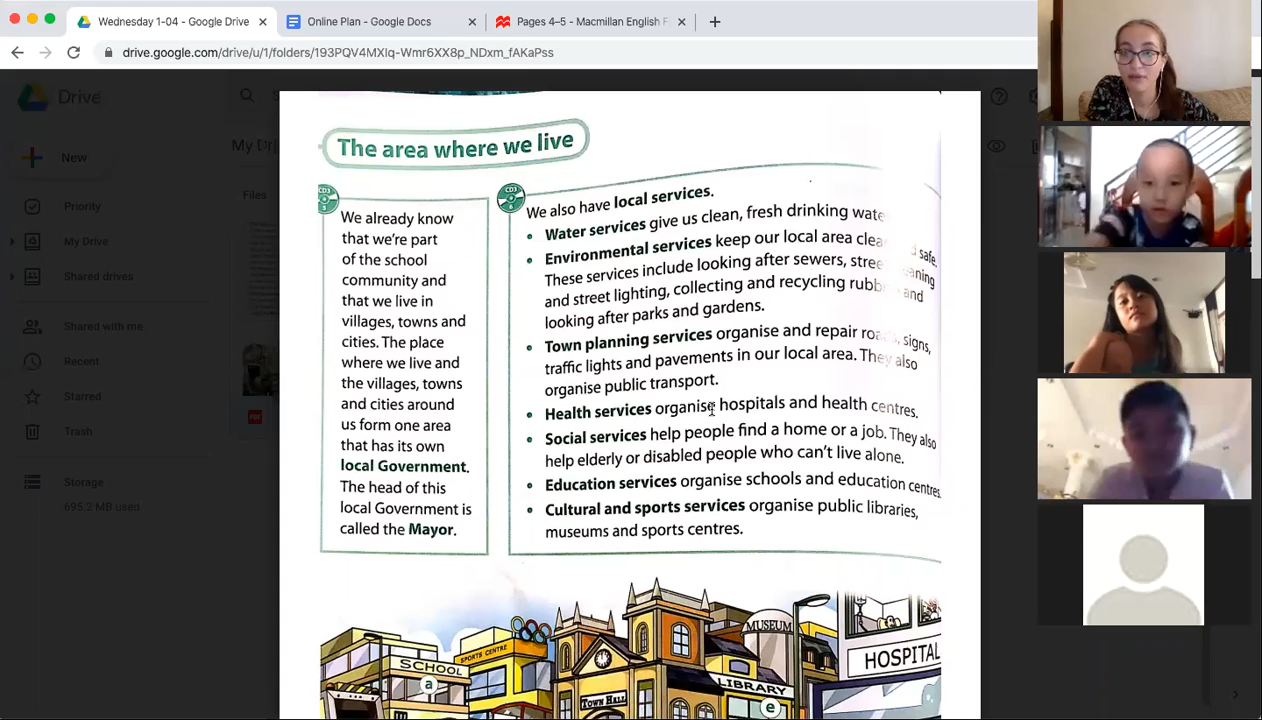 Wednesday 1-04 - Google Drive
Online Plan - Google Docs
Pages 4–5 - Macmillan English F
drive.google.com/drive/u/1/folders/193PQV4MXlq-Wmr6XX8p_NDxm_fAKaPss
Drive
New
Priority
My Drive
Shared drives
Shared with me
Recent
Starred
Trash
Storage
695.2 MB used
Files
The area where we live
CD3
5
We already know
that we're part
of the school
community and
that we live in
villages, towns and
cities. The place
where we live and
the villages, towns
and cities around
us form one area
that has its own
local Government.
The head of this
local Government is
called the Mayor.
CD3
6
We also have local services.
• Water services give us clean, fresh drinking
• Environmental services keep our local area safe.
These services include looking after sewers,
and street lighting, collecting and recycling and
looking after parks and gardens.
• Town planning services organise and repair signs,
traffic lights and pavements in our local area. They also
organise public transport.
• Health services organise hospitals and health centres.
• Social services help people find a home or a job. They also
help elderly or disabled people who can't live alone.
• Education services organise schools and education centres.
• Cultural and sports services organise public libraries,
museums and sports centres.
SCHOOL
a
SPORTS CENTRE
TOWN HALL
MUSEUM
LIBRARY
e
HOSPITAL